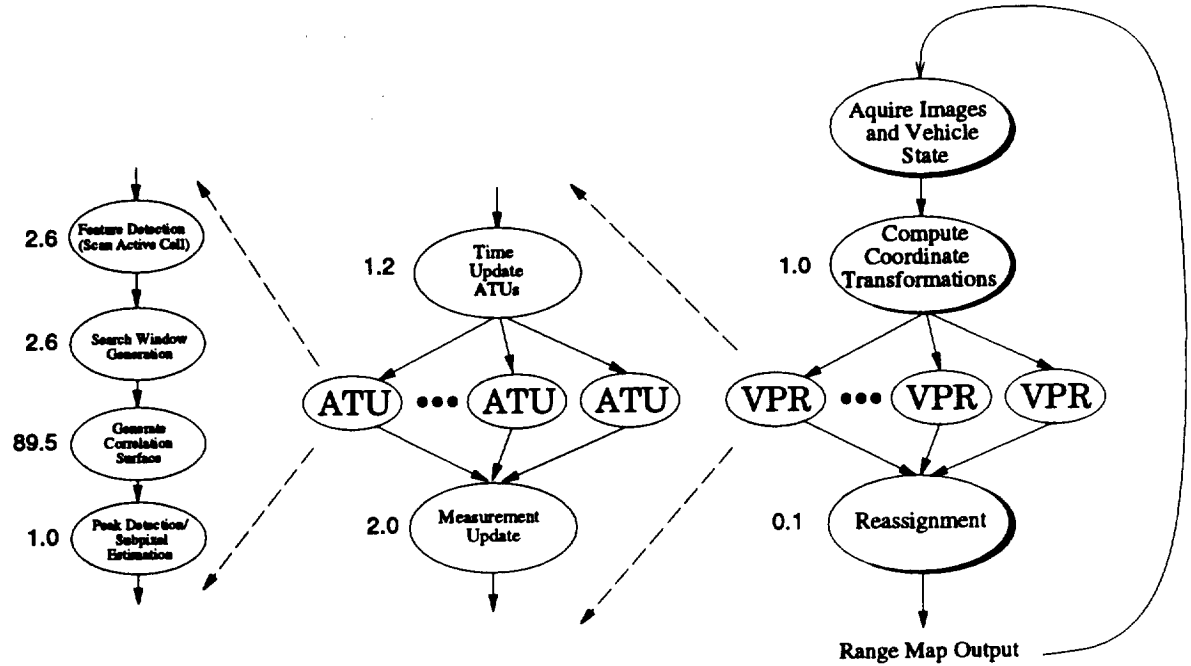 2.6
Feature Detection
(Scan Active Cell)
2.6
Search Window
Generation
89.5
Generate
Correlation
Surface
1.0
Peak Detection/
Subpixel
Estimation
1.2
Time
Update
ATUs
ATU
•••
ATU
ATU
2.0
Measurement
Update
Aquire Images
and Vehicle
State
1.0
Compute
Coordinate
Transformations
VPR
•••
VPR
VPR
0.1
Reassignment
Range Map Output